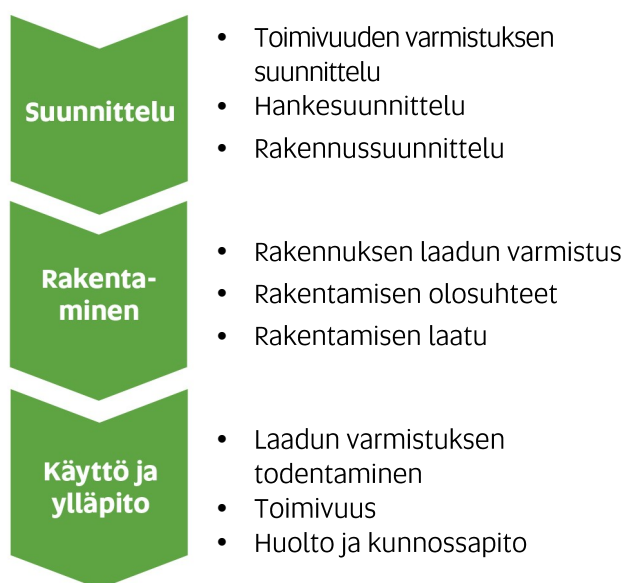 Suunnittelu
• Toimivuuden varmistuksen
suunnittelu
• Hankesuunnittelu
• Rakennussuunnittelu
Rakenta-
minen
• Rakennuksen laadun varmistus
• Rakentamisen olosuhteet
• Rakentamisen laatu
Käyttö ja
ylläpito
• Laadun varmistuksen
todentaminen
• Toimivuus
• Huolto ja kunnossapito